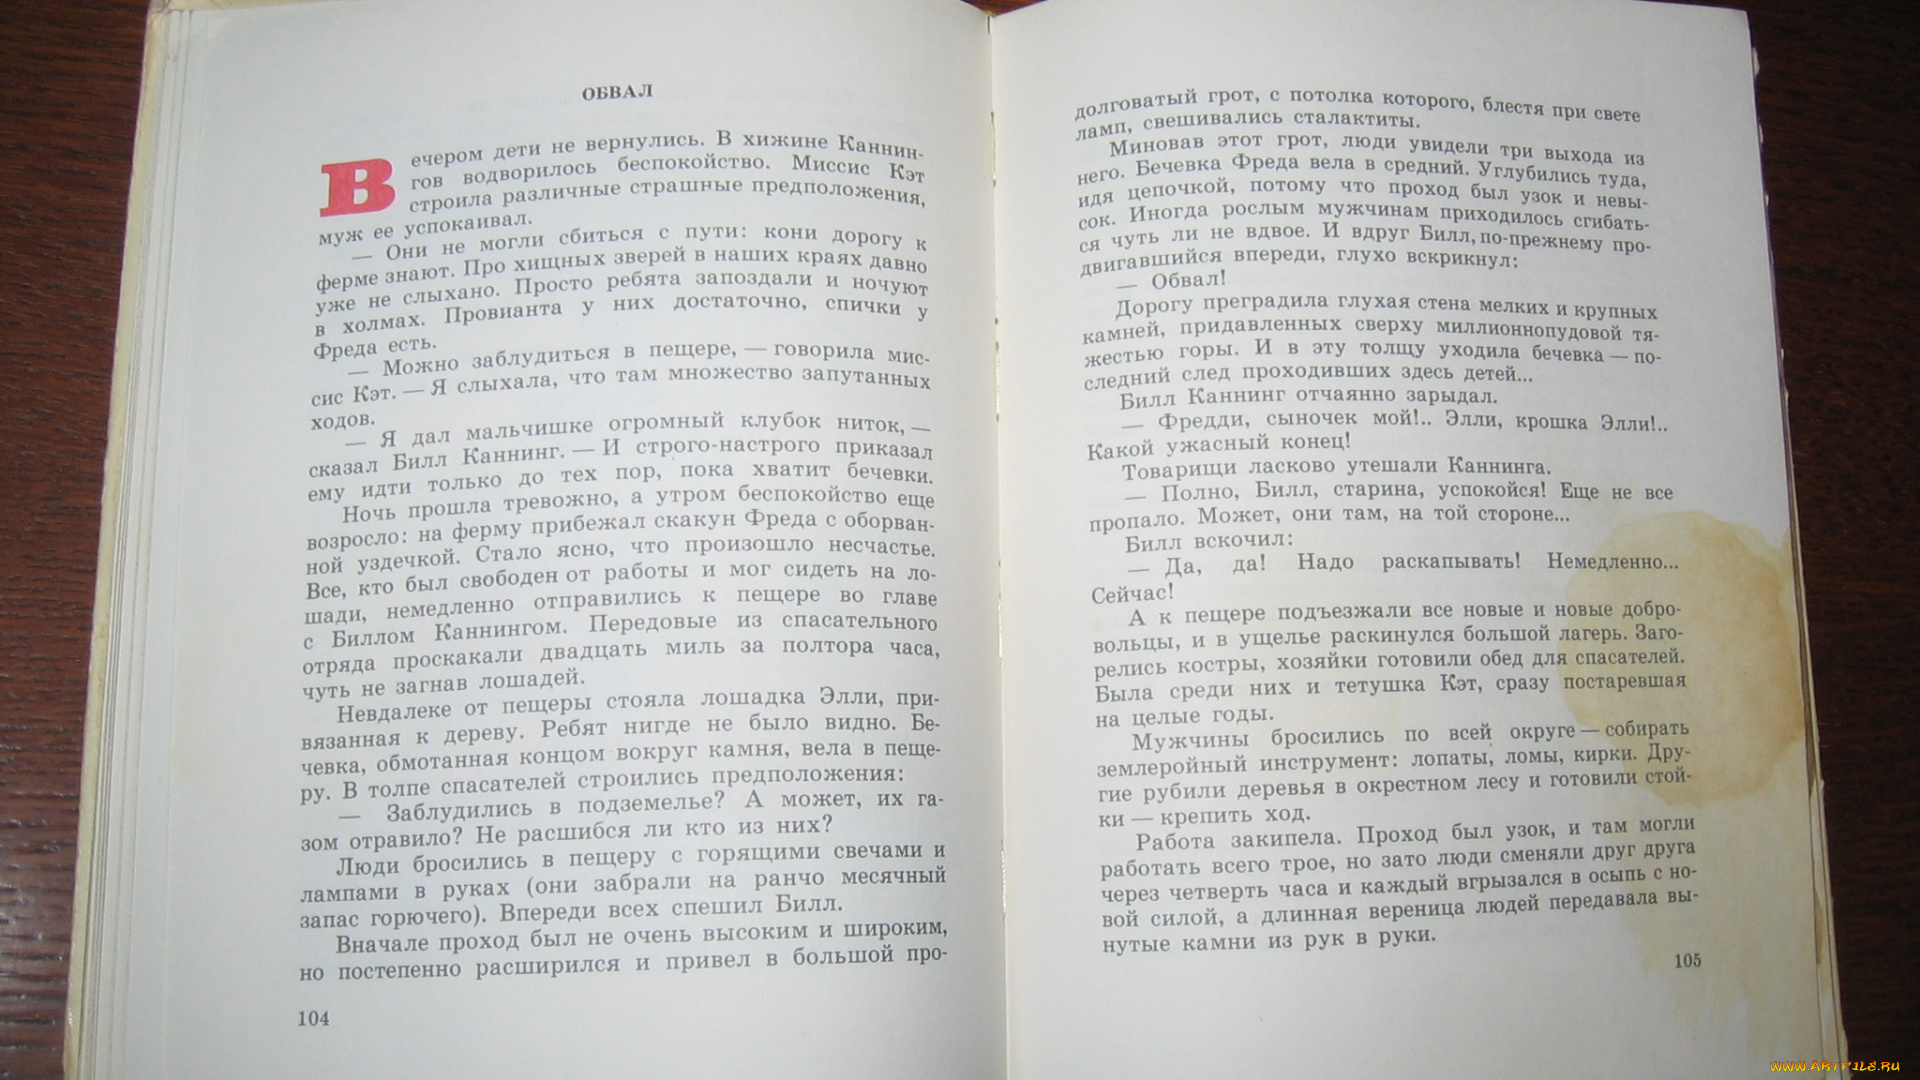 ОБВАЛ
Вечером дети не вернулись. В хижине Каннин-
гов водворилось беспокойство. Миссис Кэт
строила различные страшные предположения,
муж ее успокаивал.
— Они не могли сбиться с пути: кони дорогу к
ферме знают. Про хищных зверей в наших краях давно
уже не слыхано. Просто ребята запоздали и ночуют
в холмах. Провианта у них достаточно, спички у
Фреда есть.
— Можно заблудиться в пещере, — говорила мис-
сис Кэт. — Я слыхала, что там множество запутанных
ходов.
— Я дал мальчишке огромный клубок ниток, —
сказал Билл Каннинг. — И строго-настрого приказал
ему идти только до тех пор, пока хватит бечевки.
Ночь прошла тревожно, а утром беспокойство еще
возросло: на ферму прибежал скакун Фреда с оборван-
ной уздечкой. Стало ясно, что произошло несчастье.
Все, кто был свободен от работы и мог сидеть на ло-
шади, немедленно отправились к пещере во главе
с Биллом Каннингом. Передовые из спасательного
отряда проскакали двадцать миль за полтора часа,
чуть не загнав лошадей.
Невдалеке от пещеры стояла лошадка Элли, при-
вязанная к дереву. Ребят нигде не было видно. Бе-
чевка, обмотанная концом вокруг камня, вела в пеще-
ру. В толпе спасателей строились предположения:
— Заблудились в подземелье? А может, их га-
зом отравило? Не расшибся ли кто из них?
Люди бросились в пещеру с горящими свечами и
лампами в руках (они забрали на ранчо месячный
запас горючего). Впереди всех спешил Билл.
Вначале проход был не очень высоким и широким,
но постепенно расширился и привел в большой про-
104
долговатый грот, с потолка которого, блестя при свете
ламп, свешивались сталактиты.
Миновав этот грот, люди увидели три выхода из
него. Бечевка Фреда вела в средний. Углубились туда,
идя цепочкой, потому что проход был узок и невы-
сок. Иногда рослым мужчинам приходилось сгибать-
ся чуть ли не вдвое. И вдруг Билл, по-прежнему про-
двигавшийся впереди, глухо вскрикнул:
— Обвал!
Дорогу преградила глухая стена мелких и крупных
камней, придавленных сверху миллионнопудовой тя-
жестью горы. И в эту толщу уходила бечевка — по-
следний след проходивших здесь детей...
Билл Каннинг отчаянно зарыдал.
— Фредди, сыночек мой!.. Элли, крошка Элли!..
Какой ужасный конец!
Товарищи ласково утешали Каннинга.
— Полно, Билл, старина, успокойся! Еще не все
пропало. Может, они там, на той стороне...
Билл вскочил:
— Да, да! Надо раскапывать! Немедленно...
Сейчас!
А к пещере подъезжали все новые и новые добро-
вольцы, и в ущелье раскинулся большой лагерь. Заго-
релись костры, хозяйки готовили обед для спасателей.
Была среди них и тетушка Кэт, сразу постаревшая
на целые годы.
Мужчины бросились по всей округе — собирать
землеройный инструмент: лопаты, ломы, кирки. Дру-
гие рубили деревья в окрестном лесу и готовили стой-
ки — крепить ход.
Работа закипела. Проход был узок, и там могли
работать всего трое, но зато люди сменяли друг друга
через четверть часа и каждый вгрызался в осыпь с но-
вой силой, а длинная вереница людей передавала вы-
нутые камни из рук в руки.
105
WWW.ARTFILE.RU